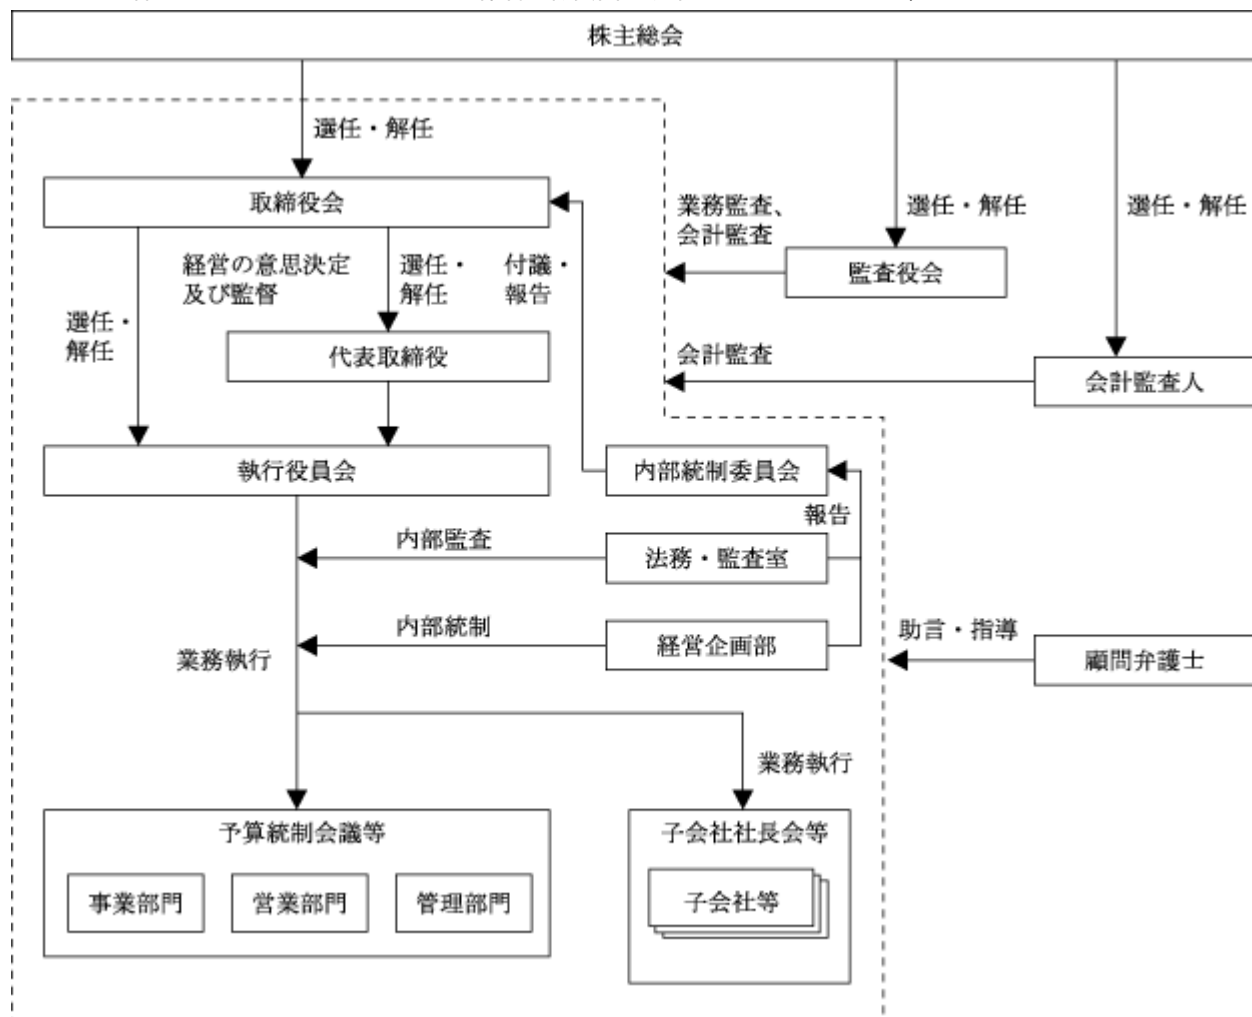 株主総会
選任・解任
取締役会
業務監査、
会計監査
選任・解任
選任・解任
監査役会
経営の意思決定
及び監督
選任・
解任
付議・
報告
選任・
解任
代表取締役
会計監査
会計監査人
執行役員会
内部統制委員会
報告
内部監査
法務・監査室
内部統制
経営企画部
助言・指導
顧問弁護士
業務執行
業務執行
予算統制会議等
子会社社長会等
事業部門
営業部門
管理部門
子会社等